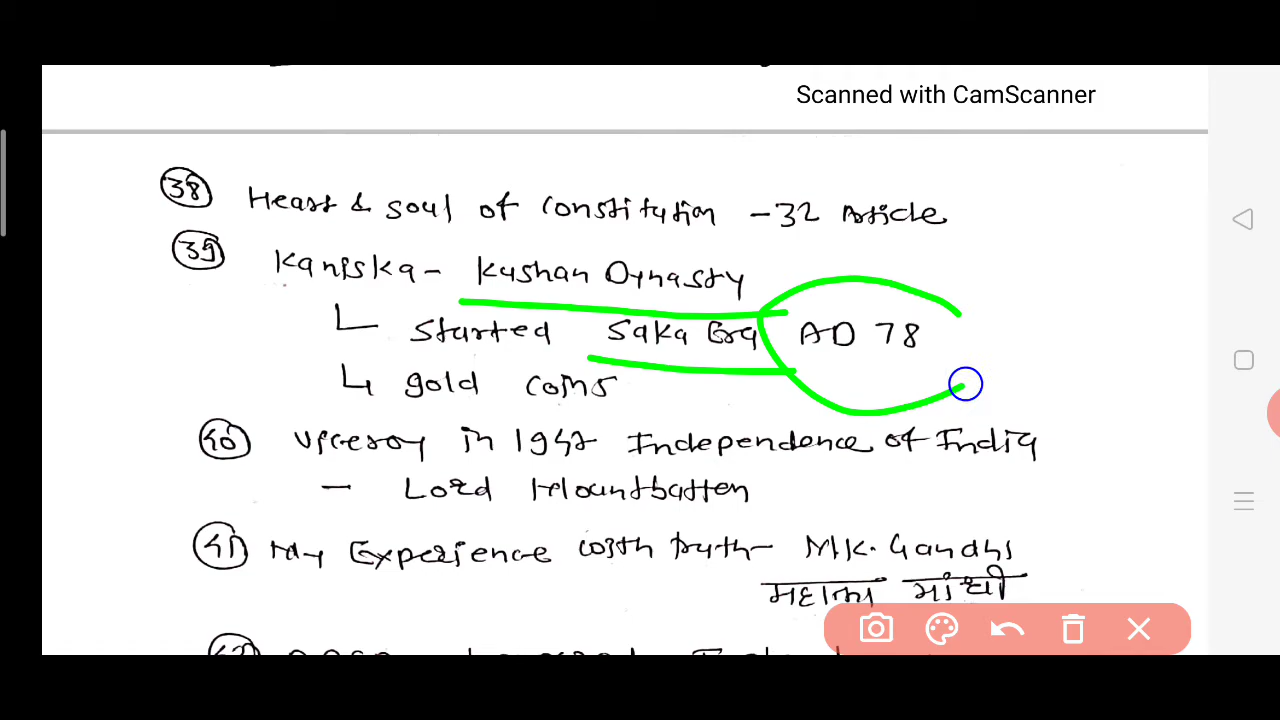 Scanned with CamScanner
38 Heart & soul of constitution - 32 Article
39 Kaniska - Kushan Dynasty
Started Saka Era AD 78
gold coins
40 Viceroy in 1947 Independence of India
- Lord Mountbatten
41 My Experience with truth - MK. Gandhi
महात्मा गांधी